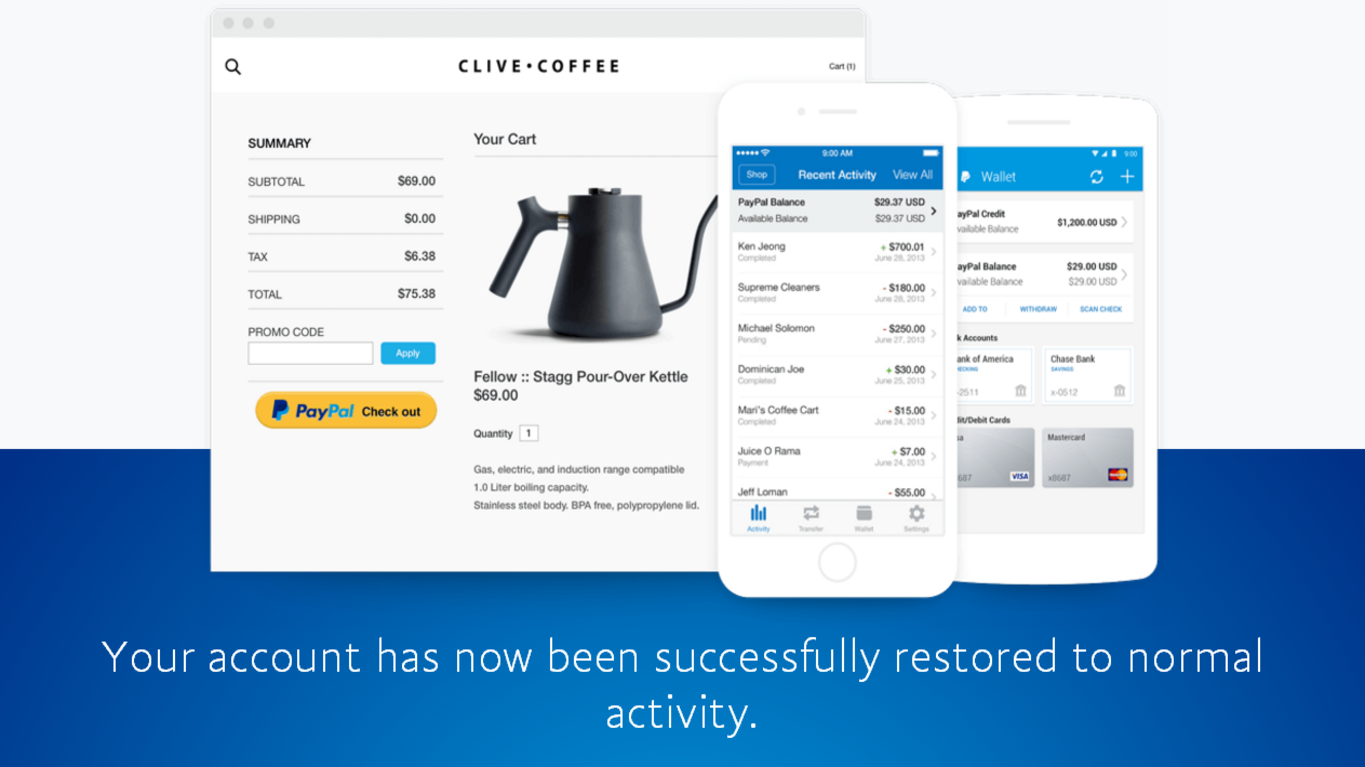 CLIVE•COFFEE
Cart (1)
SUMMARY
SUBTOTAL $69.00
SHIPPING $0.00
TAX $6.38
TOTAL $75.38
PROMO CODE
Apply
PayPal Check out
Your Cart
Fellow :: Stagg Pour-Over Kettle
$69.00
Quantity 1
Gas, electric, and induction range compatible
1.0 Liter boiling capacity.
Stainless steel body. BPA free, polypropylene lid.
9:00 AM
Shop Recent Activity View All
PayPal Balance $29.37 USD
Available Balance $29.37 USD
Ken Jeong + $700.01
Completed June 28, 2013
Supreme Cleaners - $180.00
Completed June 28, 2013
Michael Solomon - $250.00
Pending June 27, 2013
Dominican Joe + $30.00
Completed June 25, 2013
Mari's Coffee Cart - $15.00
Completed June 24, 2013
Juice O Rama + $7.00
Payment June 24, 2013
Jeff Loman - $55.00
Activity Transfer Wallet Settings
9:00
Wallet
ayPal Credit $1,200.00 USD
vailable Balance
ayPal Balance $29.00 USD
vailable Balance $29.00 USD
ADD TO WITHDRAW SCAN CHECK
k Accounts
ank of America Chase Bank
ECKING SAVINGS
-2511 x-0512
dit/Debit Cards
sa Mastercard
687 VISA x8687 MasterCard
Your account has now been successfully restored to normal
activity.